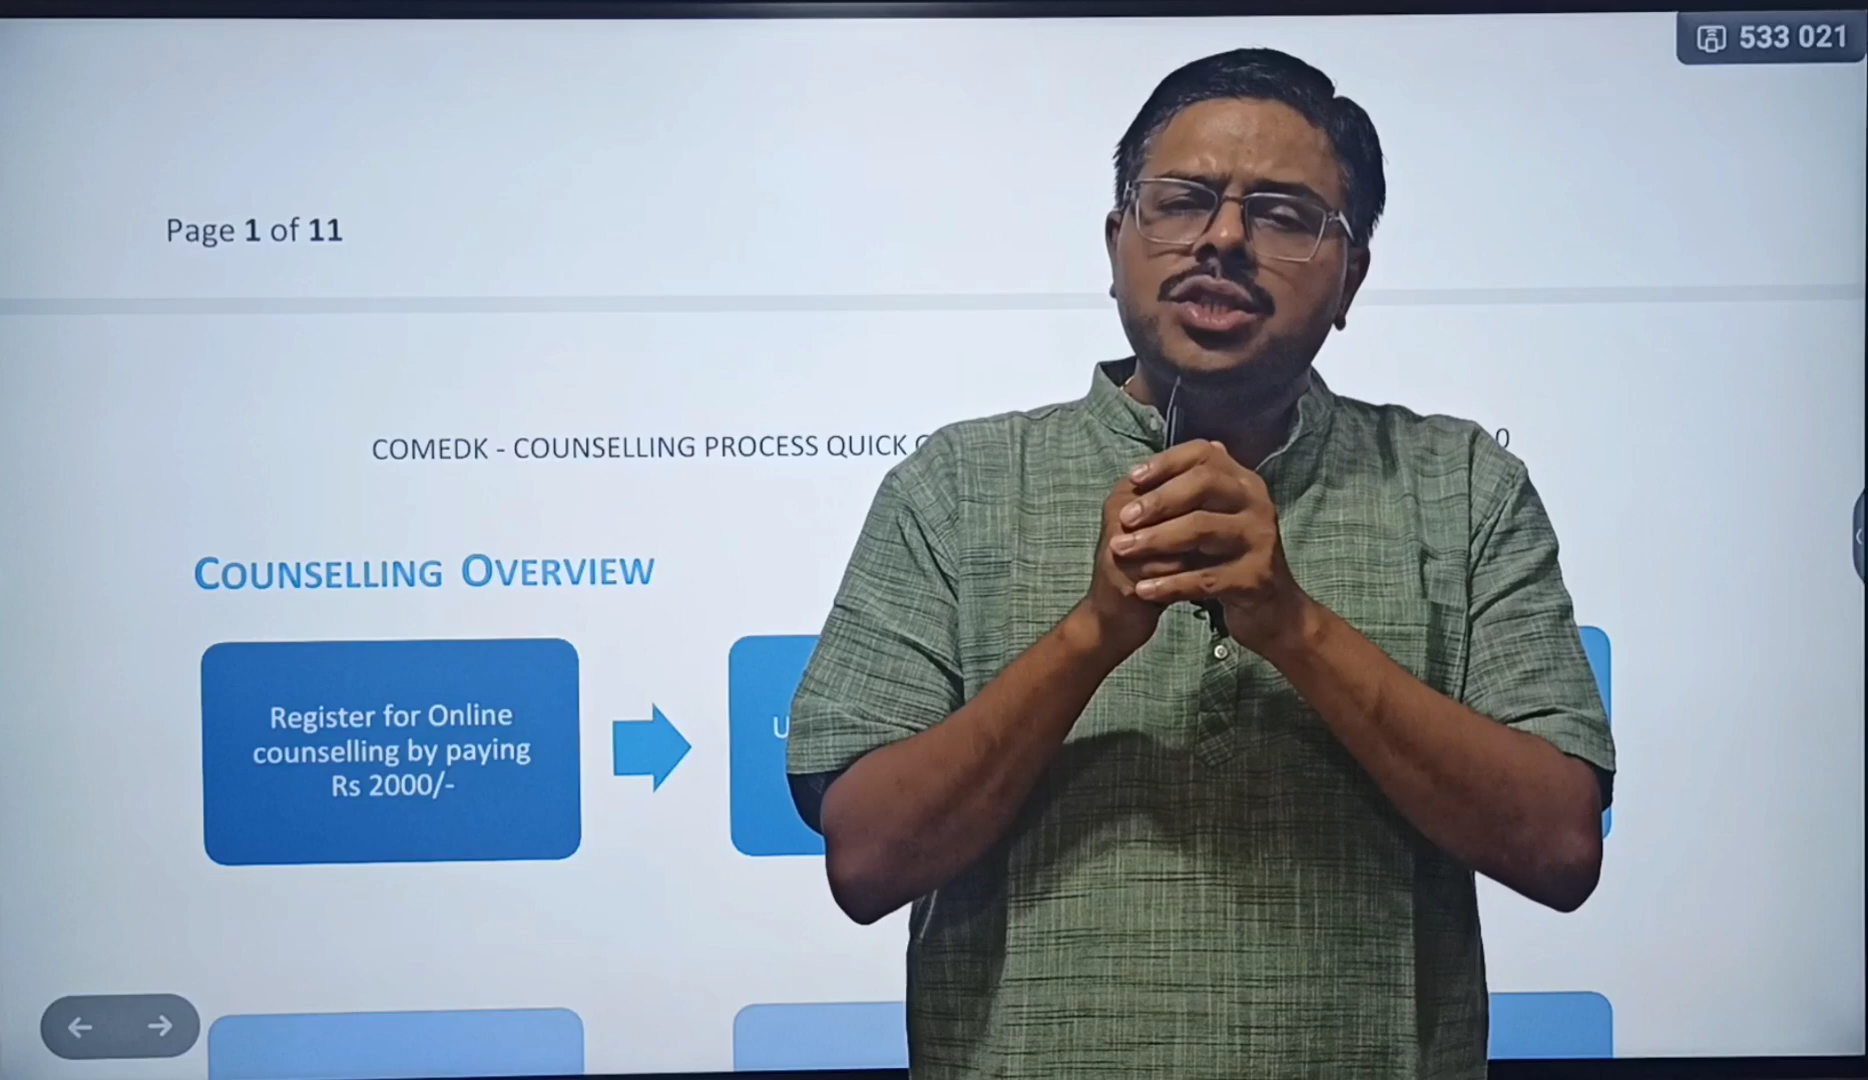 533 021
Page 1 of 11
COMEDK - COUNSELLING PROCESS QUICK
COUNSELLING OVERVIEW
Register for Online
counselling by paying
Rs 2000/-